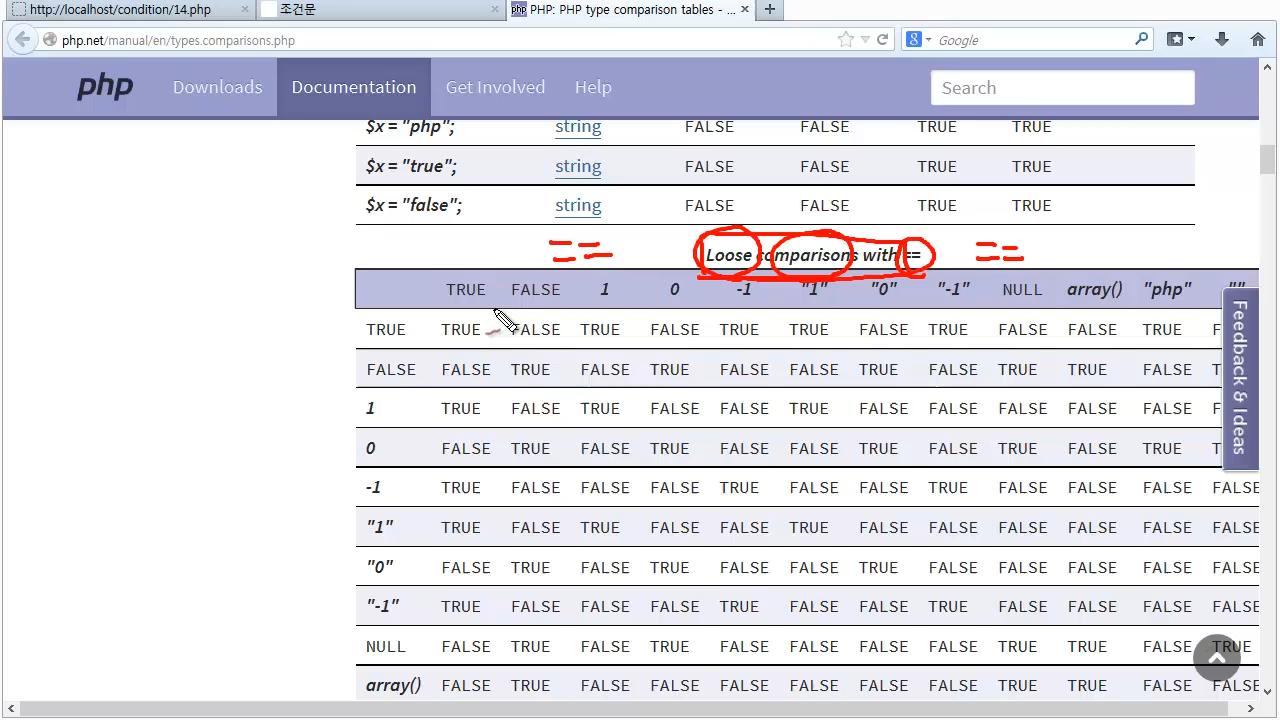 http://localhost/condition/14.php × 조건문 × php PHP: PHP type comparison tables - ... × +
php.net/manual/en/types.comparisons.php Google
php Downloads Documentation Get Involved Help Search
$x = "php"; string FALSE FALSE TRUE TRUE
$x = "true"; string FALSE FALSE TRUE TRUE
$x = "false"; string FALSE FALSE TRUE TRUE
== Loose comparisons with == ==
TRUE FALSE 1 0 -1 "1" "0" "-1" NULL array() "php" ""
TRUE TRUE FALSE TRUE FALSE TRUE TRUE FALSE TRUE FALSE FALSE TRUE F
FALSE FALSE TRUE FALSE TRUE FALSE FALSE TRUE FALSE TRUE TRUE FALSE T
1 TRUE FALSE TRUE FALSE FALSE TRUE FALSE FALSE FALSE FALSE FALSE F
0 FALSE TRUE FALSE TRUE FALSE FALSE TRUE FALSE TRUE FALSE TRUE T
-1 TRUE FALSE FALSE FALSE TRUE FALSE FALSE TRUE FALSE FALSE FALSE FALSE
"1" TRUE FALSE TRUE FALSE FALSE TRUE FALSE FALSE FALSE FALSE FALSE FALSE
"0" FALSE TRUE FALSE TRUE FALSE FALSE TRUE FALSE FALSE FALSE FALSE FALSE
"-1" TRUE FALSE FALSE FALSE TRUE FALSE FALSE TRUE FALSE FALSE FALSE FALSE
NULL FALSE TRUE FALSE TRUE FALSE FALSE FALSE FALSE TRUE TRUE FALSE TRUE
array() FALSE TRUE FALSE FALSE FALSE FALSE FALSE FALSE TRUE TRUE FALSE FALSE
Feedback & Ideas